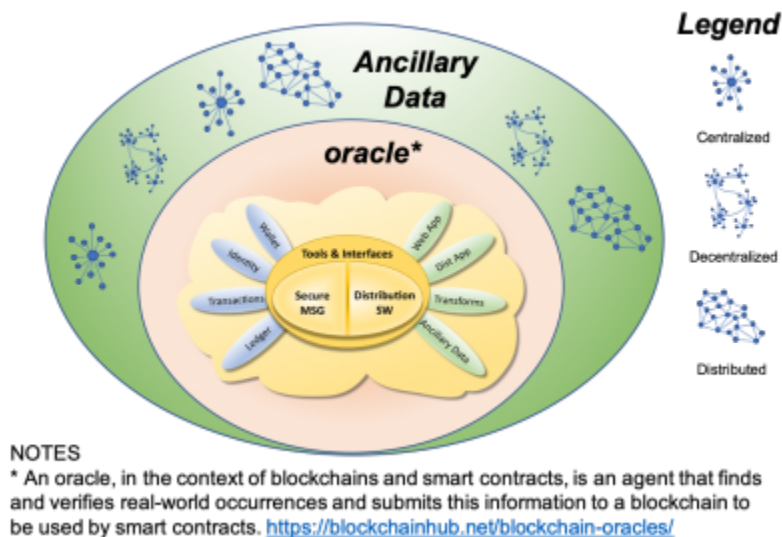 Legend
Ancillary
Data
oracle*
Centralized
Decentralized
Distributed
Wallet
Identity
Transactions
Ledger
Tools & Interfaces
Secure
MSG
Distribution
SW
Web App
Dist App
Transforms
Ancillary Data
NOTES
* An oracle, in the context of blockchains and smart contracts, is an agent that finds
and verifies real-world occurrences and submits this information to a blockchain to
be used by smart contracts. https://blockchainhub.net/blockchain-oracles/